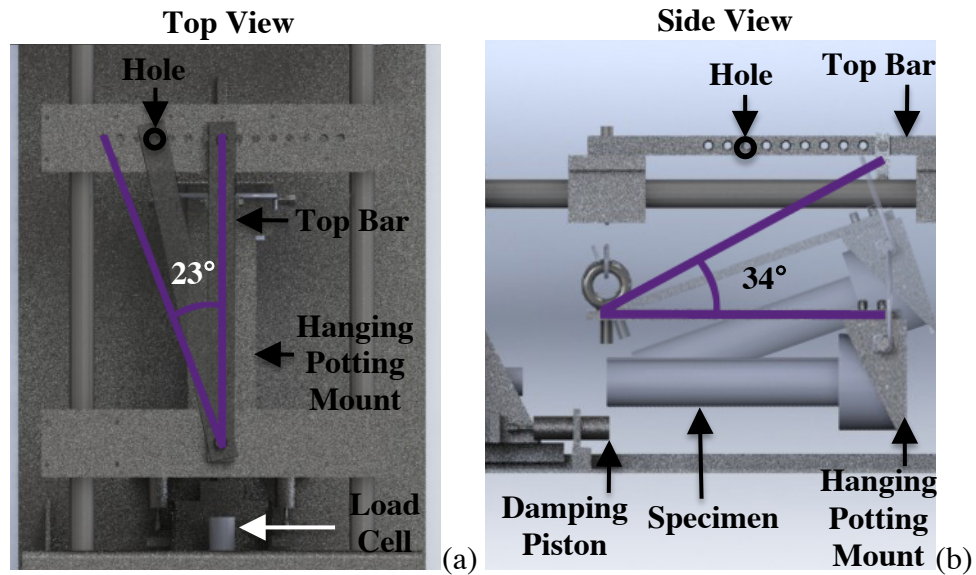 Top View
Hole
23°
Top Bar
Hanging
Potting
Mount
Load
Cell
(a)
Side View
Hole
Top Bar
34°
Damping
Piston
Specimen
Hanging
Potting
Mount
(b)